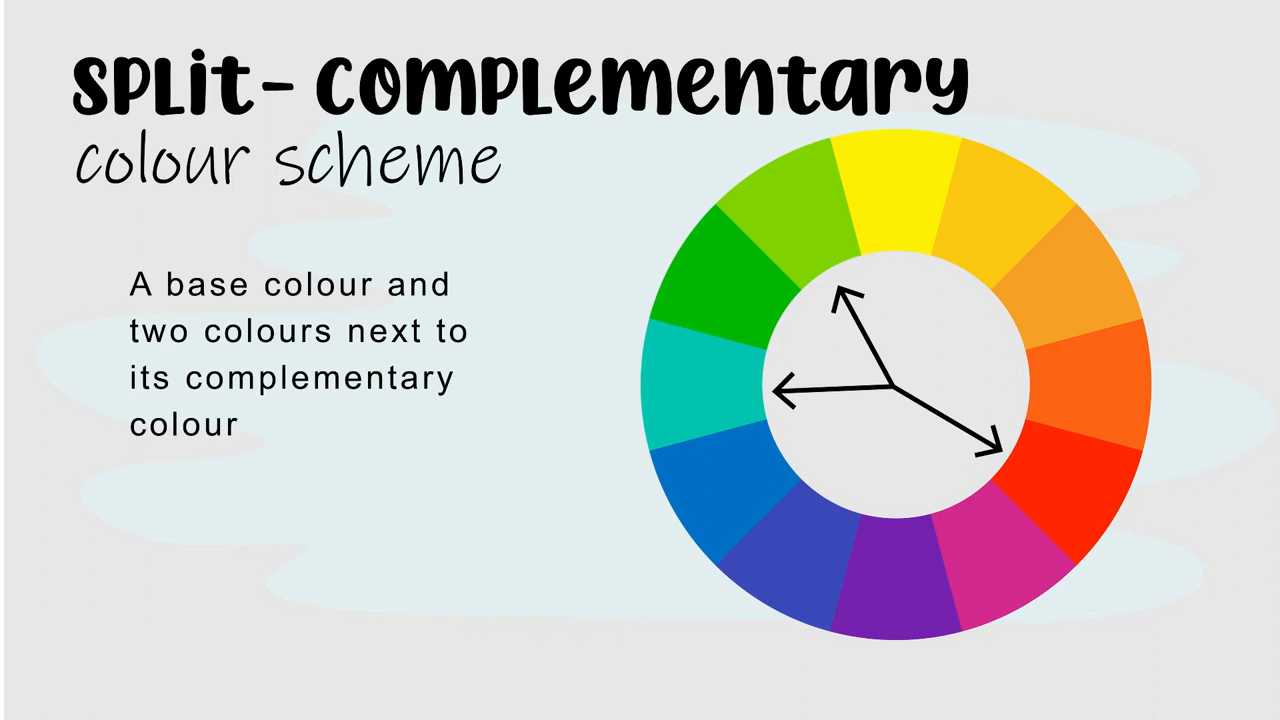 SPLit- COMPLEMENtARY
colour scheme
A base colour and
two colours next to
its complementary
colour